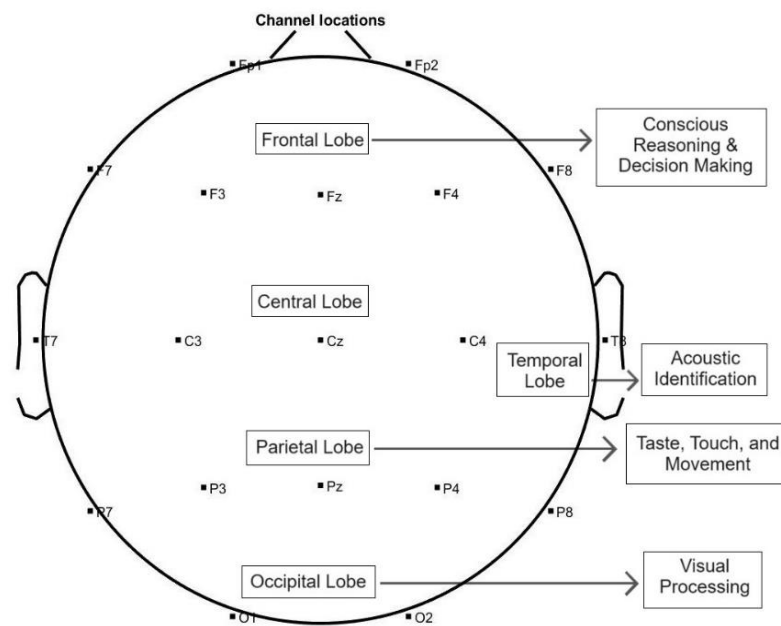 Channel locations
Fp1
Fp2
Frontal Lobe
Conscious
Reasoning &
Decision Making
F7
F3
Fz
F4
F8
Central Lobe
T7
C3
Cz
C4
T8
Temporal
Lobe
Acoustic
Identification
Parietal Lobe
Taste, Touch, and
Movement
P7
P3
Pz
P4
P8
Occipital Lobe
Visual
Processing
O1
O2